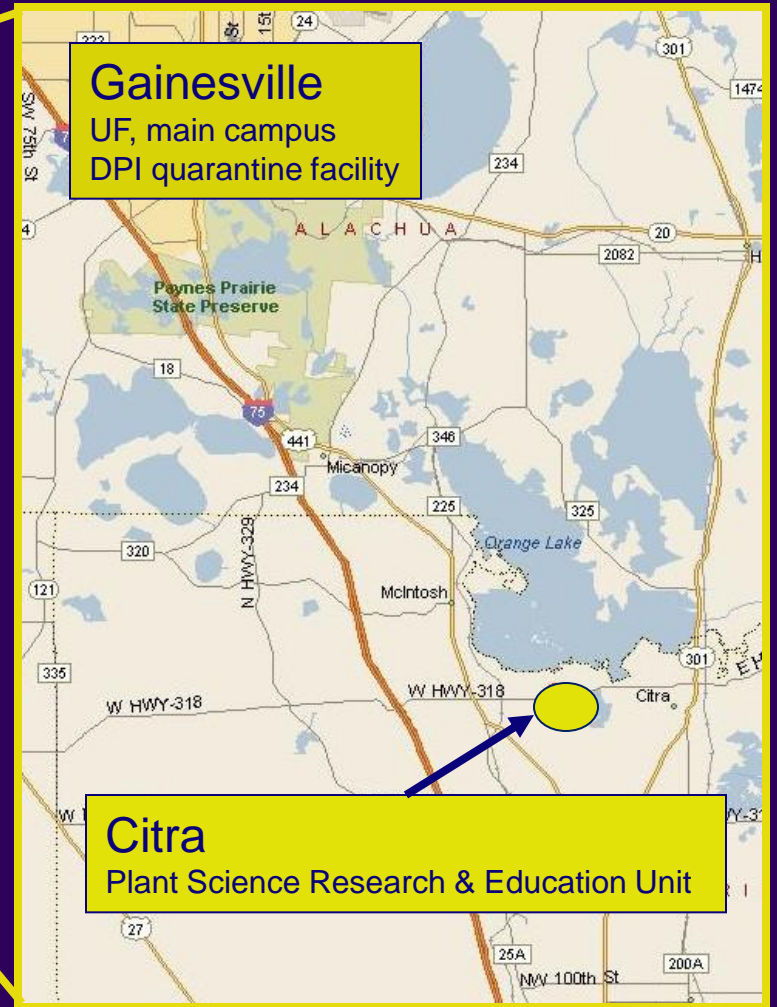 24
15t
222
301
1474
Gainesville
UF, main campus
DPI quarantine facility
SW 75th St
234
ALACHUA
20
2082
H
Paynes Prairie
State Preserve
18
75
441
346
Micanopy
234
225
325
Orange Lake
320
N HWY-329
121
McIntosh
335
301
W HWY-318
W HWY-318
Citra
Citra
Plant Science Research & Education Unit
27
25A
200A
NW 100th St